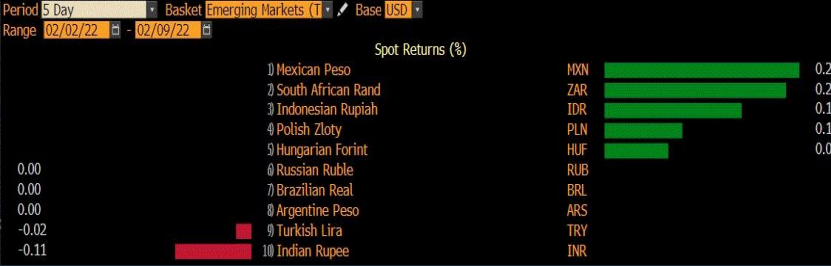 Period 5 Day Basket Emerging Markets (T Base USD
Range 02/02/22 - 02/09/22
Spot Returns (%)
1) Mexican Peso MXN 0.2
2) South African Rand ZAR 0.2
3) Indonesian Rupiah IDR 0.1
4) Polish Zloty PLN 0.1
5) Hungarian Forint HUF 0.0
0.00 6) Russian Ruble RUB
0.00 7) Brazilian Real BRL
0.00 8) Argentine Peso ARS
-0.02 9) Turkish Lira TRY
-0.11 10) Indian Rupee INR